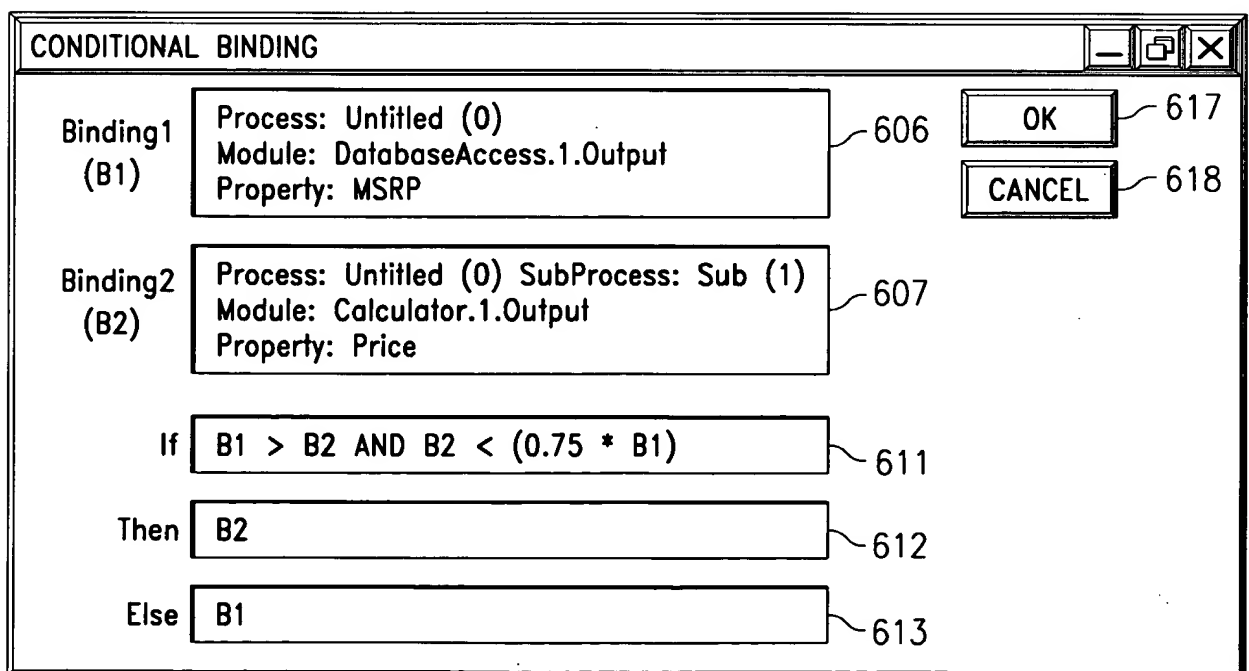 CONDITIONAL BINDING
Binding1
(B1)
Process: Untitled (0)
Module: DatabaseAccess.1.Output
Property: MSRP
606
OK
617
CANCEL
618
Binding2
(B2)
Process: Untitled (0) SubProcess: Sub (1)
Module: Calculator.1.Output
Property: Price
607
If
B1 > B2 AND B2 < (0.75 * B1)
611
Then
B2
612
Else
B1
613